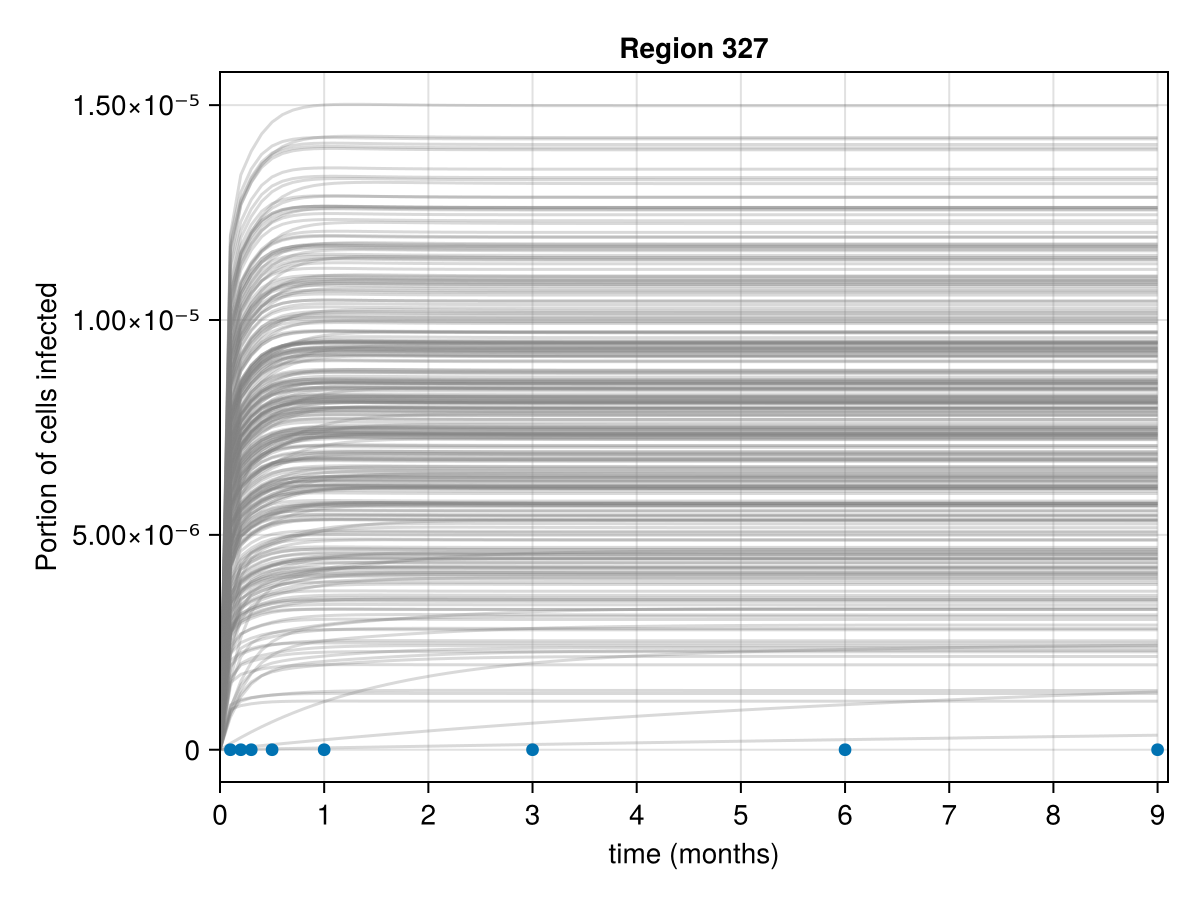 Region 327
1.50×10⁻⁵
1.00×10⁻⁵
5.00×10⁻⁶
0
Portion of cells infected
0 1 2 3 4 5 6 7 8 9
time (months)